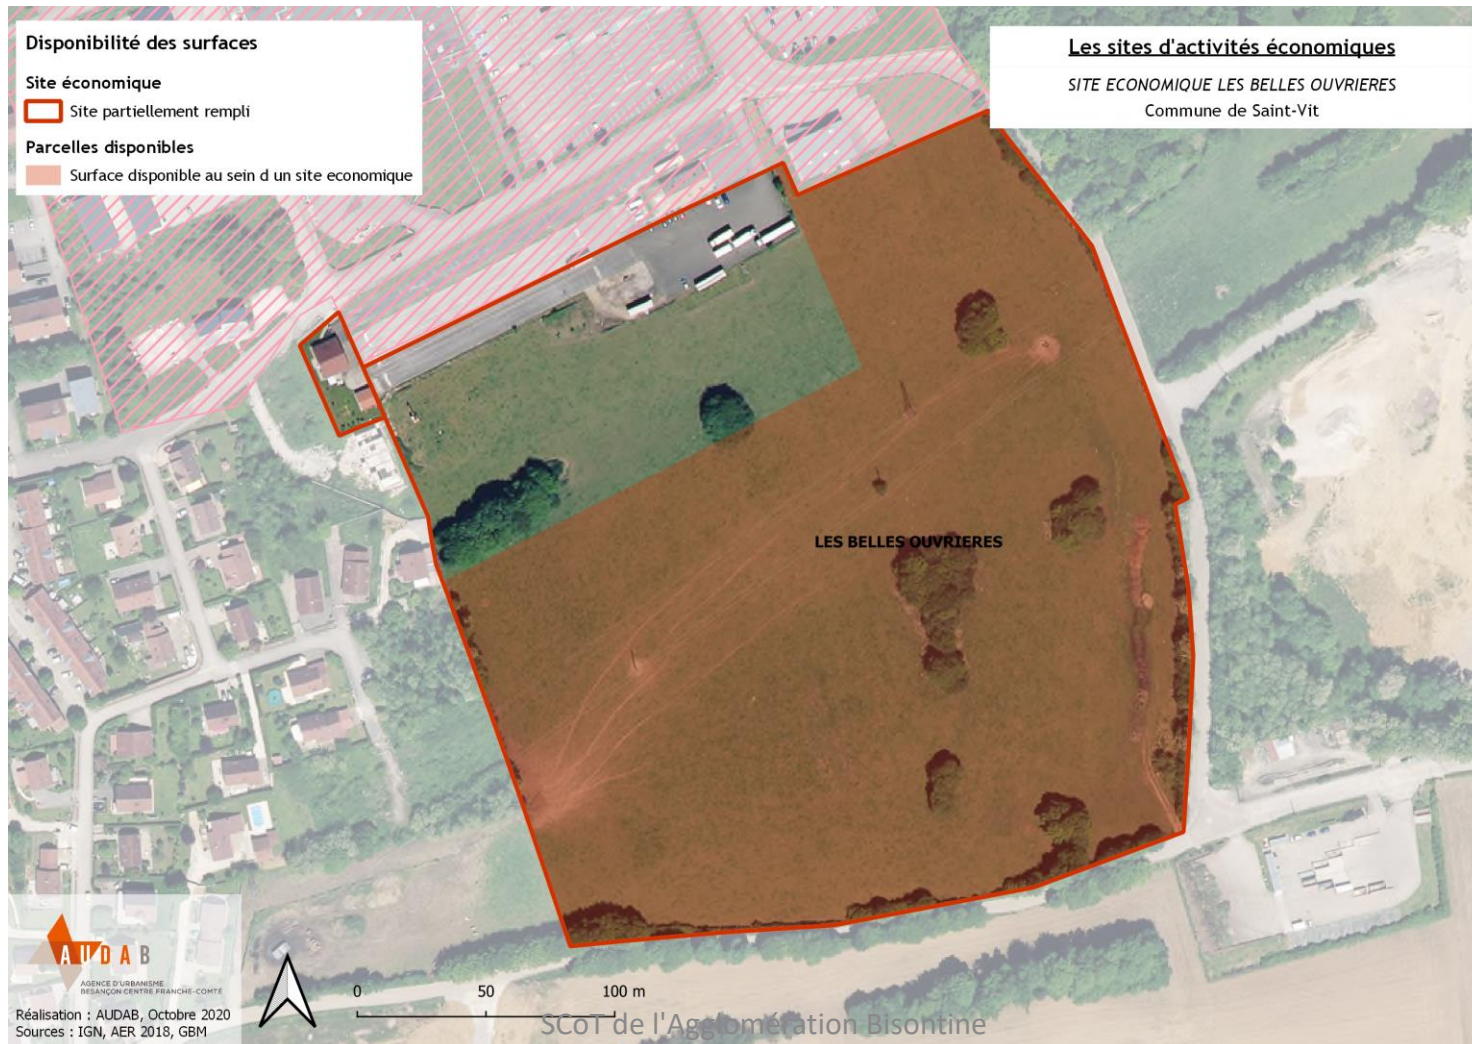 Disponibilité des surfaces
Site économique
Site partiellement rempli
Parcelles disponibles
Surface disponible au sein d un site economique
Les sites d'activités économiques
SITE ECONOMIQUE LES BELLES OUVRIERES
Commune de Saint-Vit
LES BELLES OUVRIERES
AUDAB
AGENCE D'URBANISME
BESANÇON CENTRE FRANCHE-COMTÉ
Réalisation : AUDAB, Octobre 2020
Sources : IGN, AER 2018, GBM
0 50 100 m
SCoT de l'Agglomération Bisontine